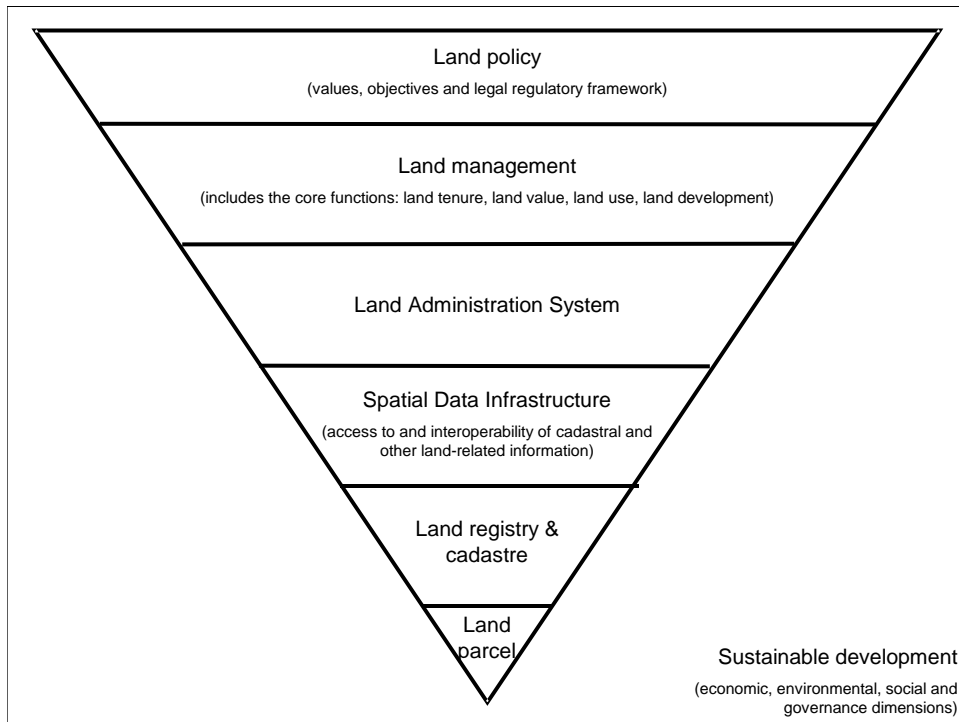 Land policy
(values, objectives and legal regulatory framework)
Land management
(includes the core functions: land tenure, land value, land use, land development)
Land Administration System
Spatial Data Infrastructure
(access to and interoperability of cadastral and
other land-related information)
Land registry &
cadastre
Land
parcel
Sustainable development
(economic, environmental, social and
governance dimensions)